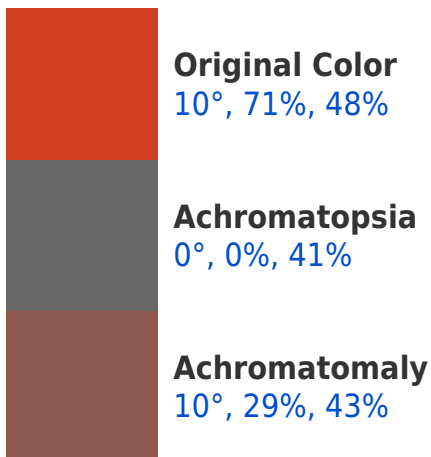 Original Color
10°, 71%, 48%
Achromatopsia
0°, 0%, 41%
Achromatomaly
10°, 29%, 43%